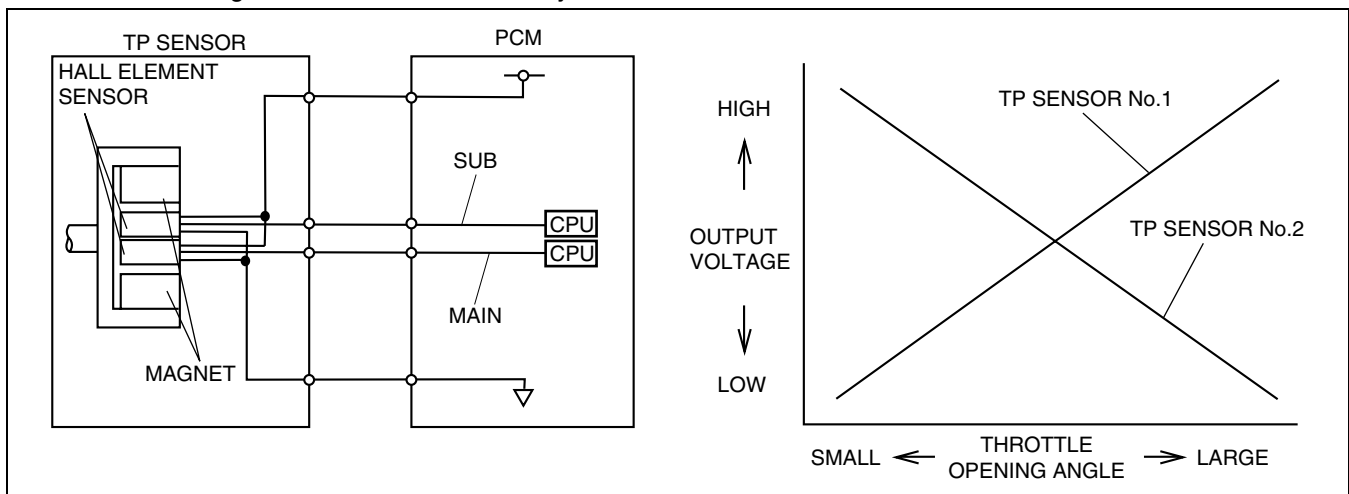 TP SENSOR
PCM
HALL ELEMENT
SENSOR
SUB
CPU
CPU
MAIN
MAGNET
HIGH
OUTPUT
VOLTAGE
LOW
TP SENSOR No.1
TP SENSOR No.2
SMALL
THROTTLE
OPENING ANGLE
LARGE